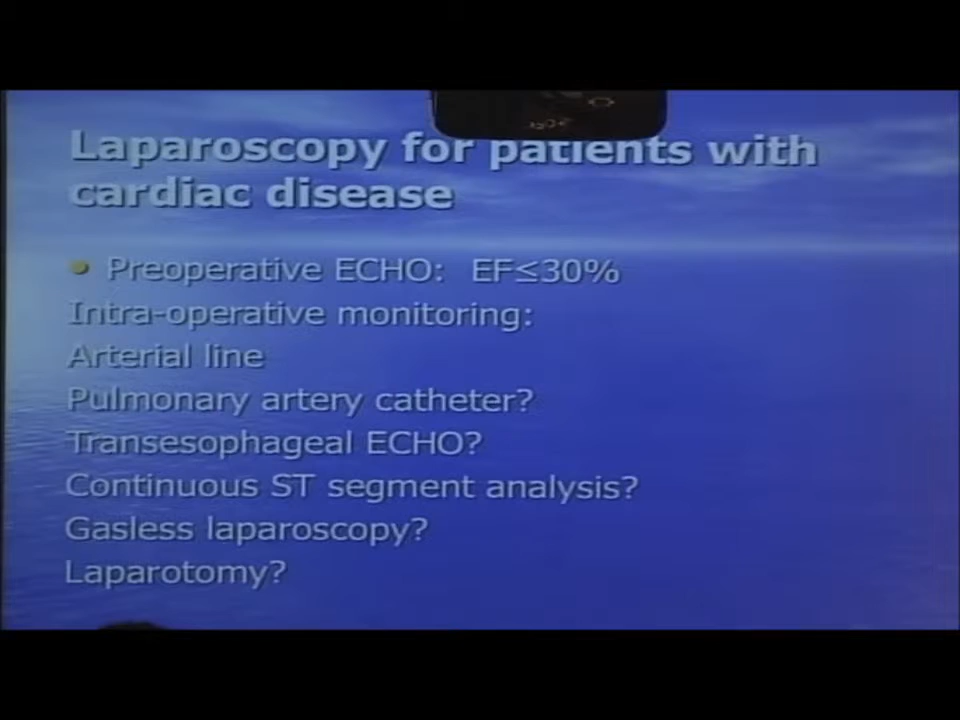 Laparoscopy for patients with
cardiac disease
• Preoperative ECHO:  EF≤30%
Intra-operative monitoring:
Arterial line
Pulmonary artery catheter?
Transesophageal ECHO?
Continuous ST segment analysis?
Gasless laparoscopy?
Laparotomy?